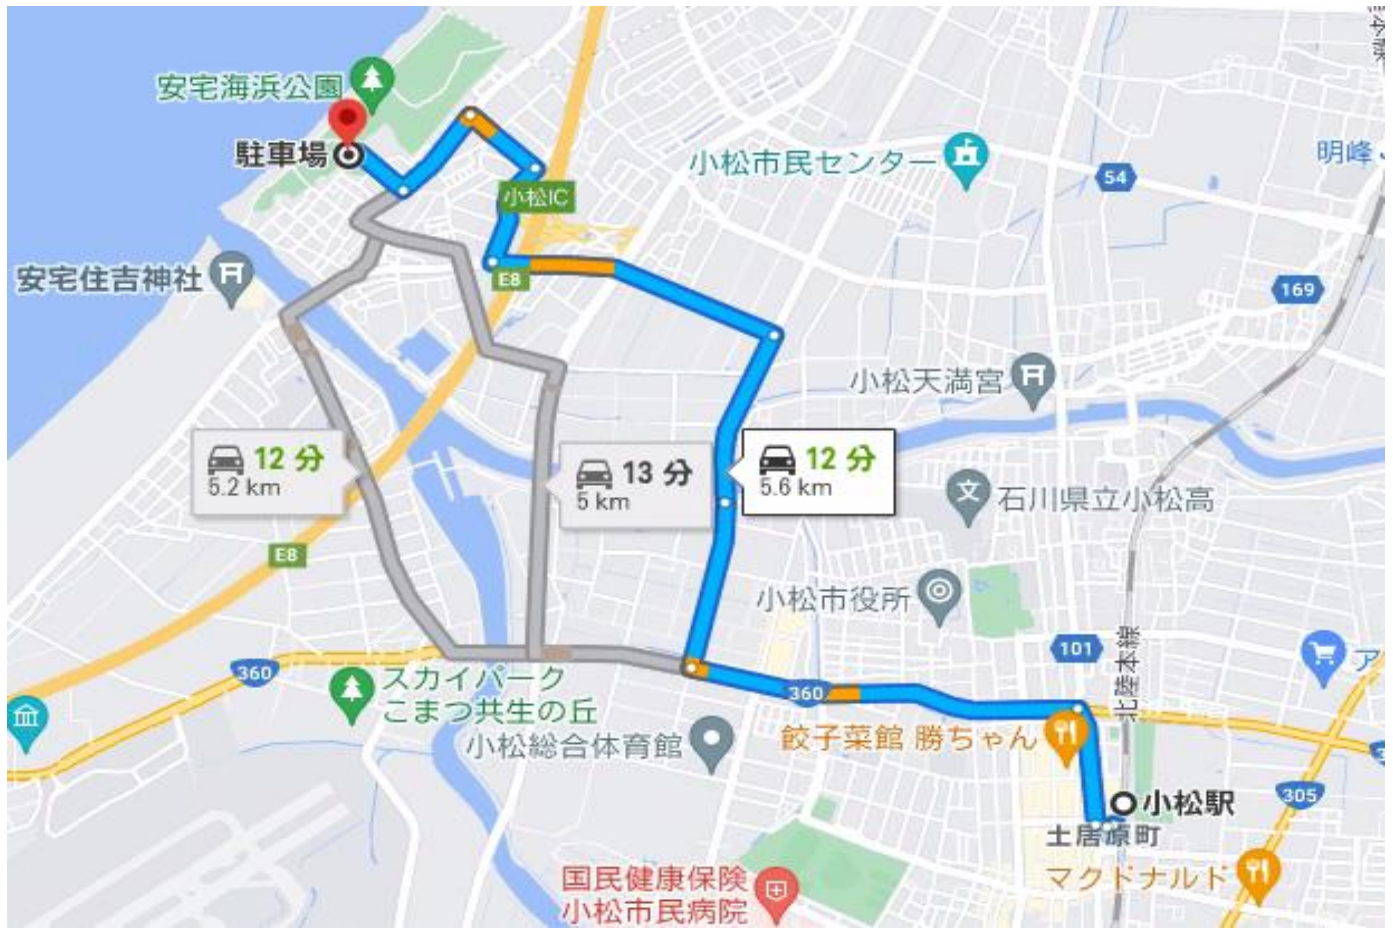 安宅海浜公園
駐車場
小松IC
小松市民センター
54
明峰
安宅住吉神社
E8
169
小松天満宮
12 分
5.2 km
13 分
5 km
12 分
5.6 km
石川県立小松高
E8
小松市役所
101
北陸本線
ア
360
スカイパーク
こまつ共生の丘
360
小松総合体育館
餃子菜館 勝ちゃん
小松駅
305
土居原町
マクドナルド
国民健康保険
小松市民病院